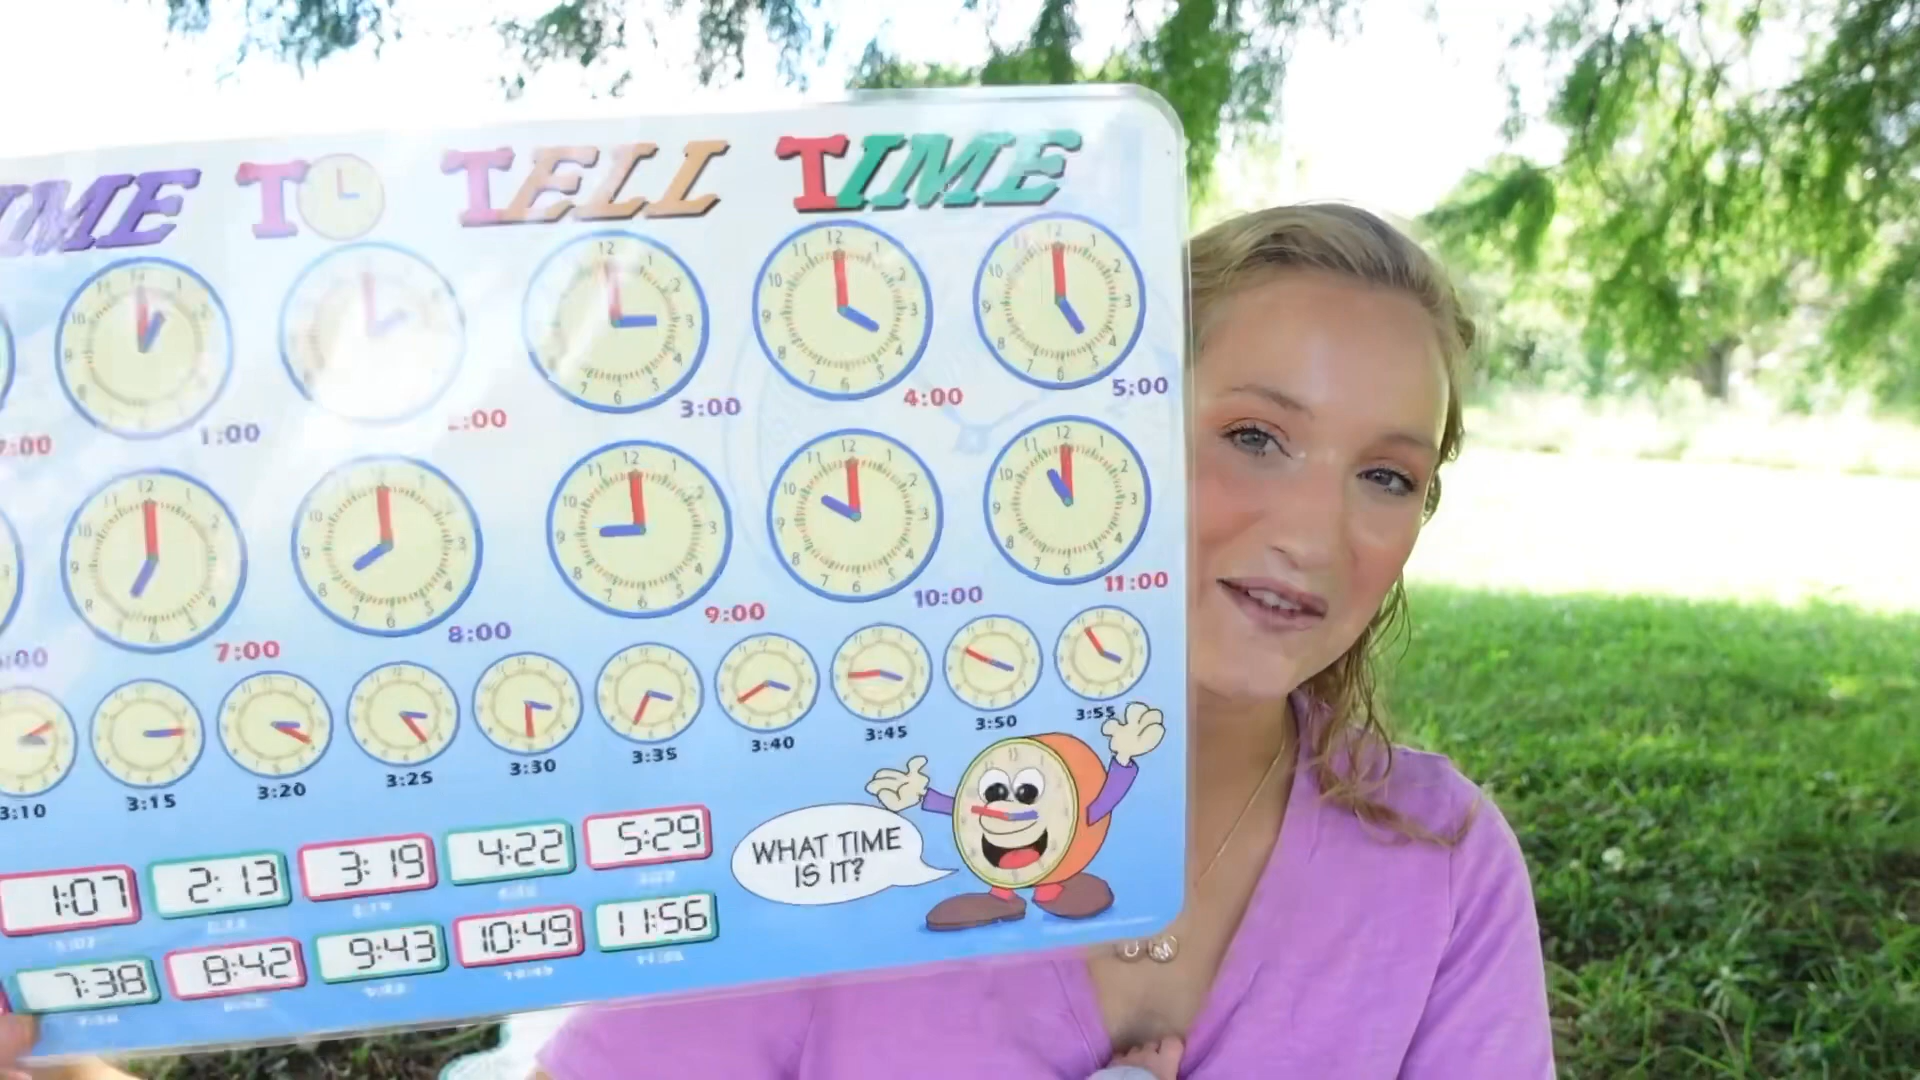 IME TO TELL TIME
1:00 :00 3:00 4:00 5:00
7:00 8:00 9:00 10:00 11:00
3:10 3:15 3:20 3:25 3:30 3:35 3:40 3:45 3:50 3:55
1:07 2:13 3:19 4:22 5:29
7:38 8:42 9:43 10:49 11:56
WHAT TIME
IS IT?